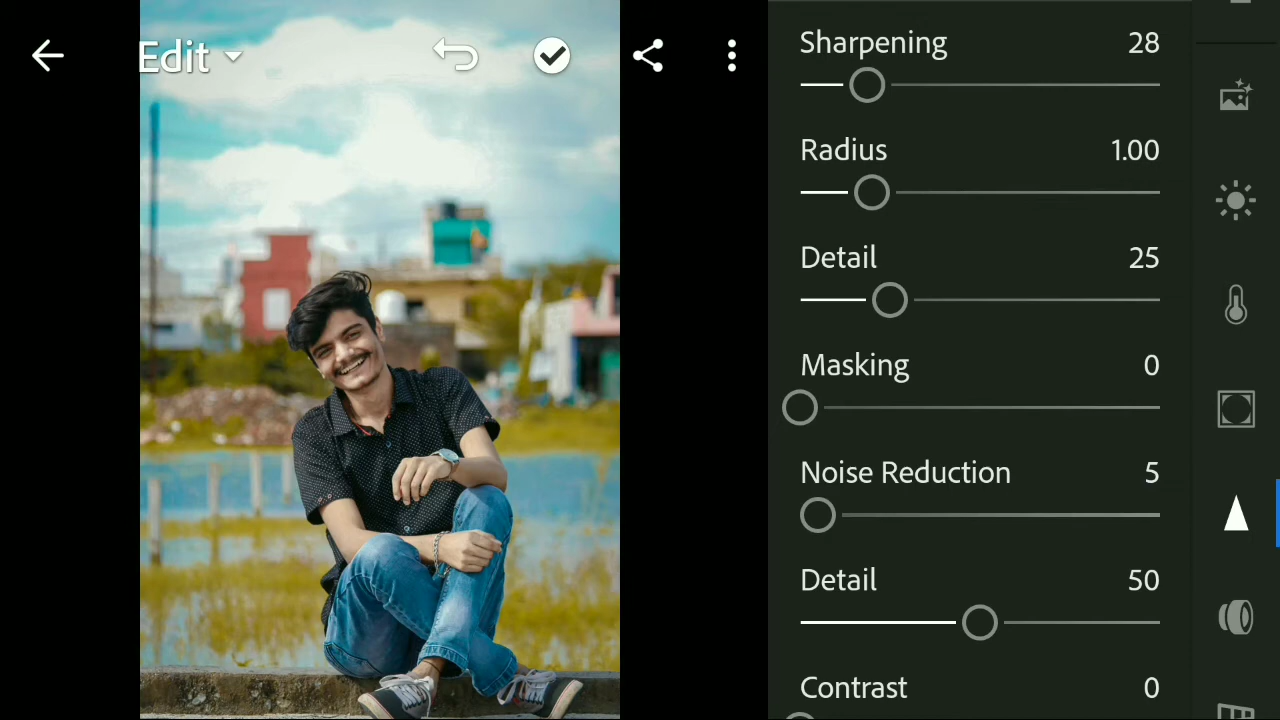 Edit
Sharpening 28
Radius 1.00
Detail 25
Masking 0
Noise Reduction 5
Detail 50
Contrast 0